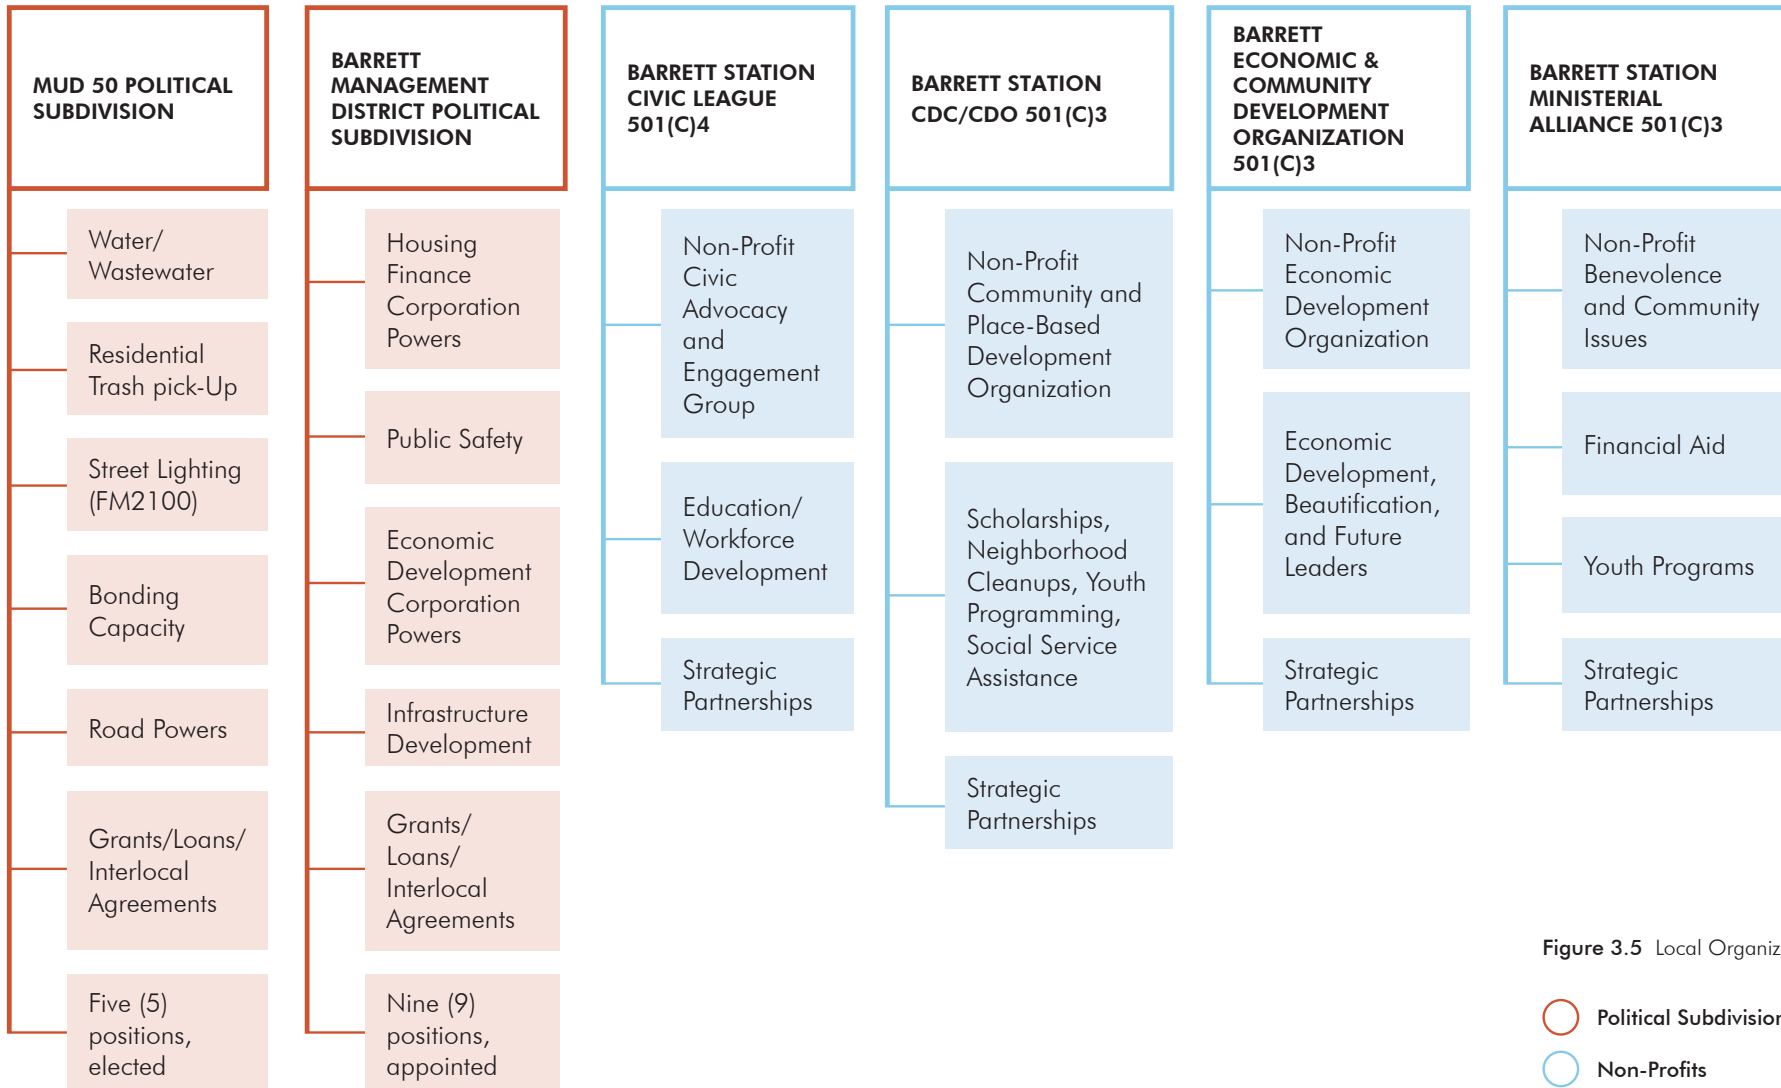 MUD 50 POLITICAL
SUBDIVISION
Water/
Wastewater
Residential
Trash pick-Up
Street Lighting
(FM2100)
Bonding
Capacity
Road Powers
Grants/Loans/
Interlocal
Agreements
Five (5)
positions,
elected
BARRETT
MANAGEMENT
DISTRICT POLITICAL
SUBDIVISION
Housing
Finance
Corporation
Powers
Public Safety
Economic
Development
Corporation
Powers
Infrastructure
Development
Grants/
Loans/
Interlocal
Agreements
Nine (9)
positions,
appointed
BARRETT STATION
CIVIC LEAGUE
501(C)4
Non-Profit
Civic
Advocacy
and
Engagement
Group
Education/
Workforce
Development
Strategic
Partnerships
BARRETT STATION
CDC/CDO 501(C)3
Non-Profit
Community and
Place-Based
Development
Organization
Scholarships,
Neighborhood
Cleanups, Youth
Programming,
Social Service
Assistance
Strategic
Partnerships
BARRETT
ECONOMIC &
COMMUNITY
DEVELOPMENT
ORGANIZATION
501(C)3
Non-Profit
Economic
Development
Organization
Economic
Development,
Beautification,
and Future
Leaders
Strategic
Partnerships
BARRETT STATION
MINISTERIAL
ALLIANCE 501(C)3
Non-Profit
Benevolence
and Community
Issues
Financial Aid
Youth Programs
Strategic
Partnerships
Figure 3.5 Local Organiz
Political Subdivision
Non-Profits